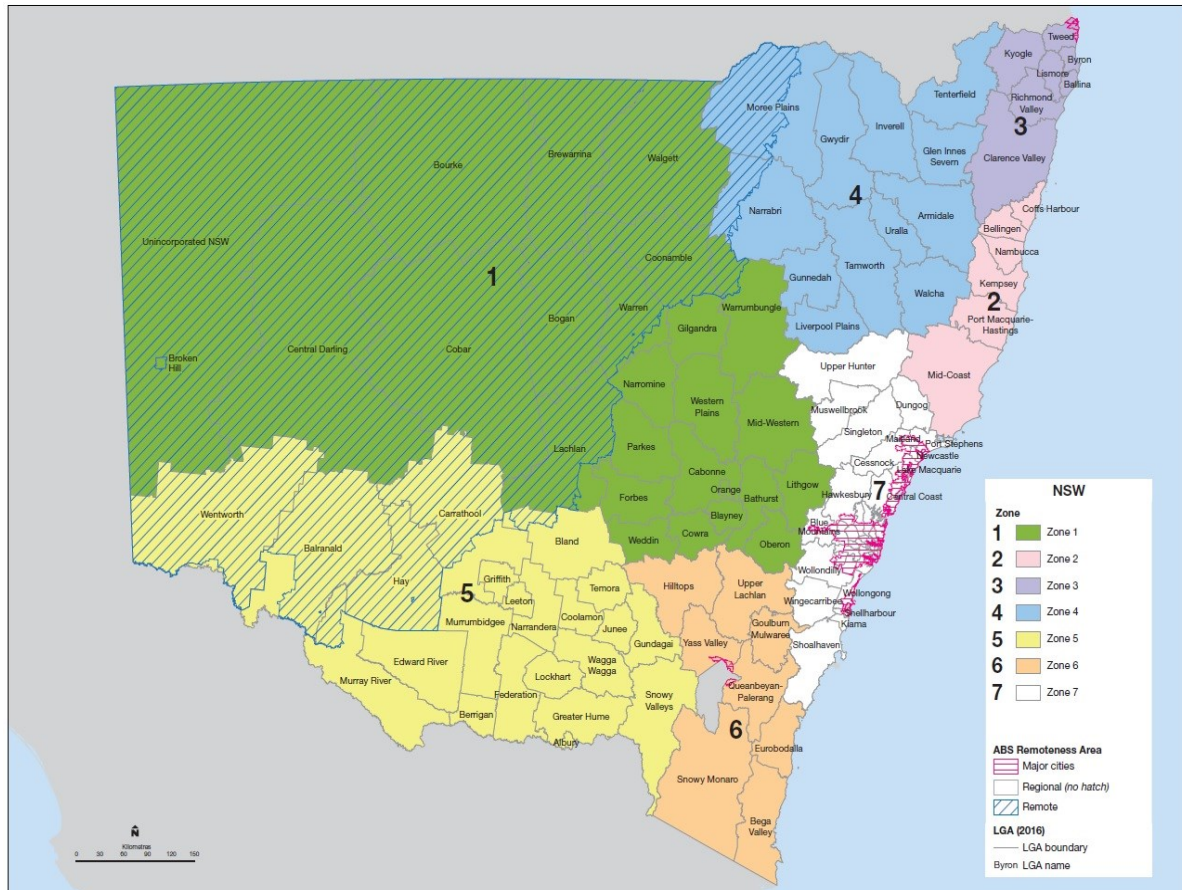 Tweed
Kyogle
Byron
Lismore
Ballina
Richmond
Valley
3
Clarence Valley
Tenterfield
Moree Plains
Gwydir
Inverell
Glen Innes
Severn
4
Narrabri
Armidale
Uralla
Tamworth
Gunnedah
Walcha
Liverpool Plains
Coffs Harbour
Bellingen
Nambucca
Kempsey
2
Port Macquarie-
Hastings
Mid-Coast
Brewarrina
Bourke
Walgett
Unincorporated NSW
1
Coonamble
Warren
Warrumbungle
Bogan
Gilgandra
Central Darling
Cobar
Broken
Hill
Narromine
Western
Plains
Mid-Western
Lachlan
Parkes
Cabonne
Orange
Lithgow
Forbes
Bathurst
Blayney
Weddin
Cowra
Oberon
Upper Hunter
Muswellbrook
Dungog
Singleton
Maitland
Port Stephens
Newcastle
Cessnock
Lake Macquarie
Hawkesbury
7
Central Coast
Blue
Mountains
Wollondilly
Wollongong
Wingecarribee
Shellharbour
Kiama
Shoalhaven
Wentworth
Carrathool
Balranald
Hay
Bland
5
Griffith
Leeton
Temora
Murrumbidgee
Narrandera
Coolamon
Junee
Gundagai
Edward River
Wagga
Wagga
Lockhart
Murray River
Federation
Snowy
Valleys
Berrigan
Greater Hume
Albury
Hilltops
Upper
Lachlan
Goulburn
Mulwaree
Yass Valley
Queanbeyan-
Palerang
6
Eurobodalla
Snowy Monaro
Bega
Valley
N
Kilometres
0 30 60 90 120 150
NSW
Zone
1 Zone 1
2 Zone 2
3 Zone 3
4 Zone 4
5 Zone 5
6 Zone 6
7 Zone 7
ABS Remoteness Area
Major cities
Regional (no hatch)
Remote
LGA (2016)
LGA boundary
Byron LGA name